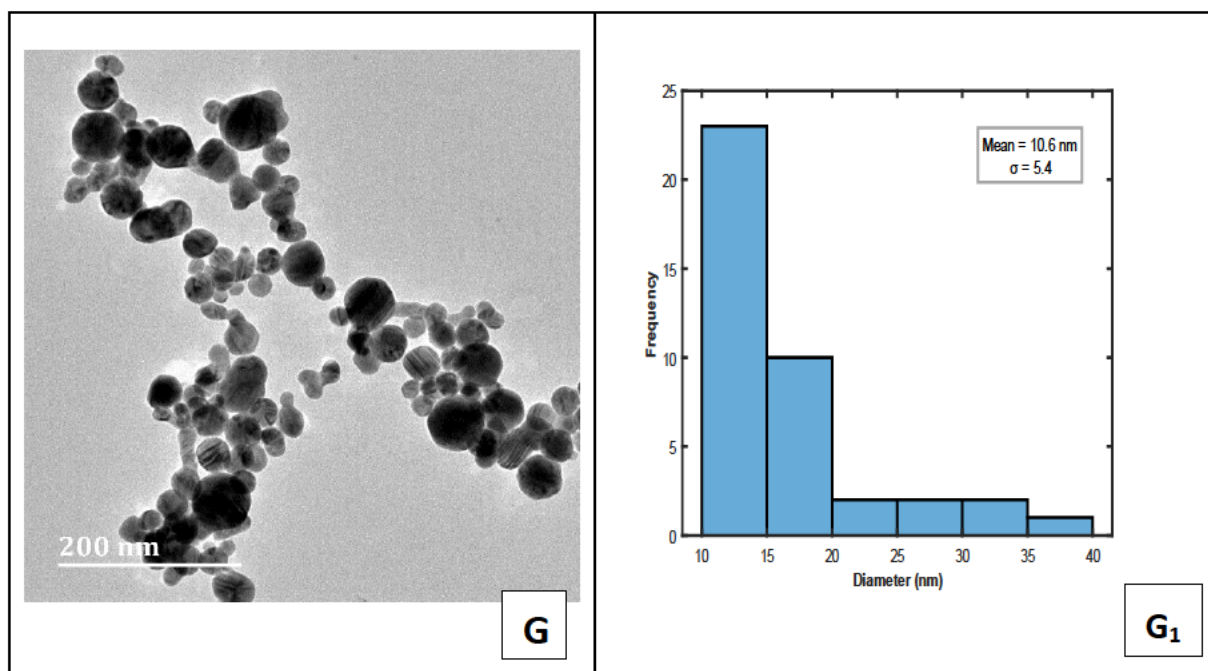 200 nm
G
25
20
15
10
5
0
Frequency
Mean = 10.6 nm
σ = 5.4
10 15 20 25 30 35 40
Diameter (nm)
G₁